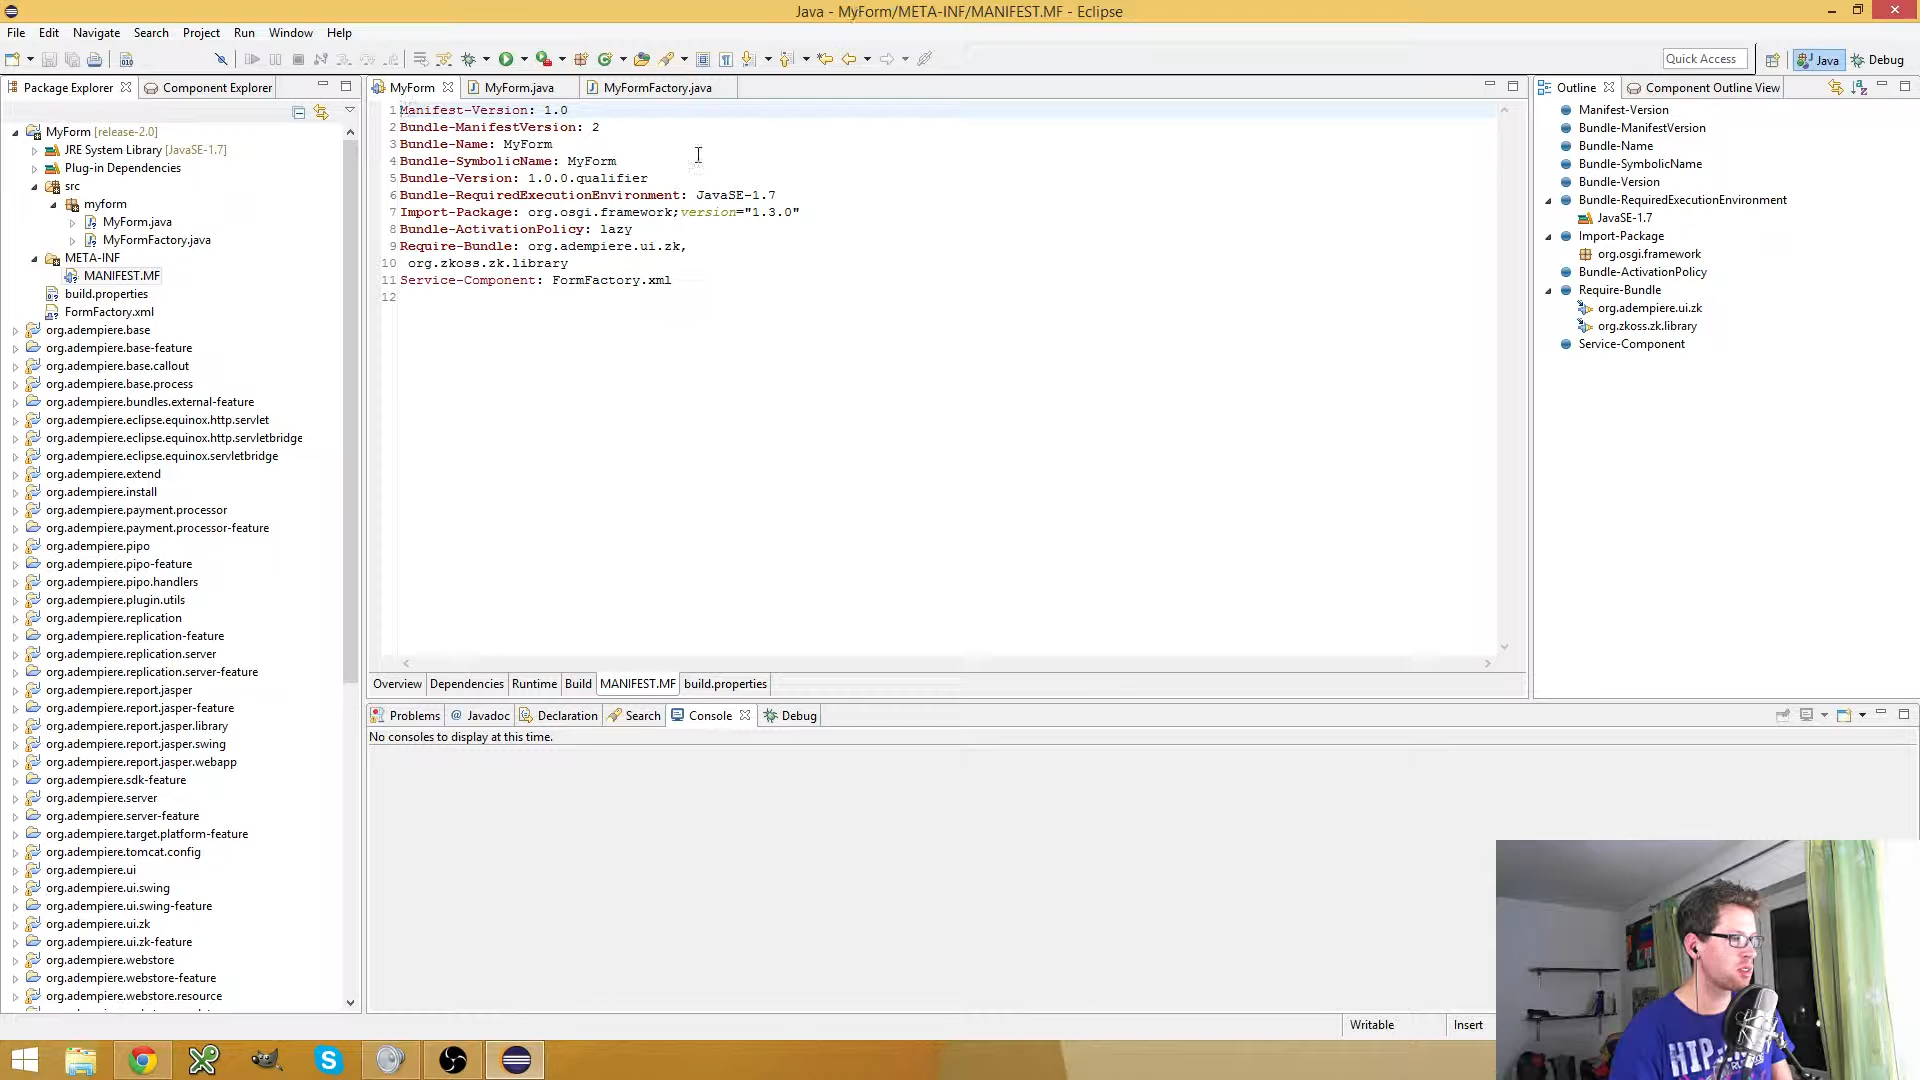 Java - MyForm/META-INF/MANIFEST.MF - Eclipse
File Edit Navigate Search Project Run Window Help
Quick Access
Java
Debug
Package Explorer
Component Explorer
MyForm
MyForm.java
MyFormFactory.java
Outline
Component Outline View
MyForm [release-2.0]
JRE System Library [JavaSE-1.7]
Plug-in Dependencies
src
myform
MyForm.java
MyFormFactory.java
META-INF
MANIFEST.MF
build.properties
FormFactory.xml
org.adempiere.base
org.adempiere.base-feature
org.adempiere.base.callout
org.adempiere.base.process
org.adempiere.bundles.external-feature
org.adempiere.eclipse.equinox.http.servlet
org.adempiere.eclipse.equinox.http.servletbridge
org.adempiere.eclipse.equinox.servletbridge
org.adempiere.extend
org.adempiere.install
org.adempiere.payment.processor
org.adempiere.payment.processor-feature
org.adempiere.pipo
org.adempiere.pipo-feature
org.adempiere.pipo.handlers
org.adempiere.plugin.utils
org.adempiere.replication
org.adempiere.replication-feature
org.adempiere.replication.server
org.adempiere.replication.server-feature
org.adempiere.report.jasper
org.adempiere.report.jasper-feature
org.adempiere.report.jasper.library
org.adempiere.report.jasper.swing
org.adempiere.report.jasper.webapp
org.adempiere.sdk-feature
org.adempiere.server
org.adempiere.server-feature
org.adempiere.target.platform-feature
org.adempiere.tomcat.config
org.adempiere.ui
org.adempiere.ui.swing
org.adempiere.ui.swing-feature
org.adempiere.ui.zk
org.adempiere.ui.zk-feature
org.adempiere.webstore
org.adempiere.webstore-feature
org.adempiere.webstore.resource
1 Manifest-Version: 1.0
2 Bundle-ManifestVersion: 2
3 Bundle-Name: MyForm
4 Bundle-SymbolicName: MyForm
5 Bundle-Version: 1.0.0.qualifier
6 Bundle-RequiredExecutionEnvironment: JavaSE-1.7
7 Import-Package: org.osgi.framework;version="1.3.0"
8 Bundle-ActivationPolicy: lazy
9 Require-Bundle: org.adempiere.ui.zk,
10 org.zkoss.zk.library
11 Service-Component: FormFactory.xml
12
Overview Dependencies Runtime Build MANIFEST.MF build.properties
Manifest-Version
Bundle-ManifestVersion
Bundle-Name
Bundle-SymbolicName
Bundle-Version
Bundle-RequiredExecutionEnvironment
JavaSE-1.7
Import-Package
org.osgi.framework
Bundle-ActivationPolicy
Require-Bundle
org.adempiere.ui.zk
org.zkoss.zk.library
Service-Component
Problems Javadoc Declaration Search Console Debug
No consoles to display at this time.
Writable Insert